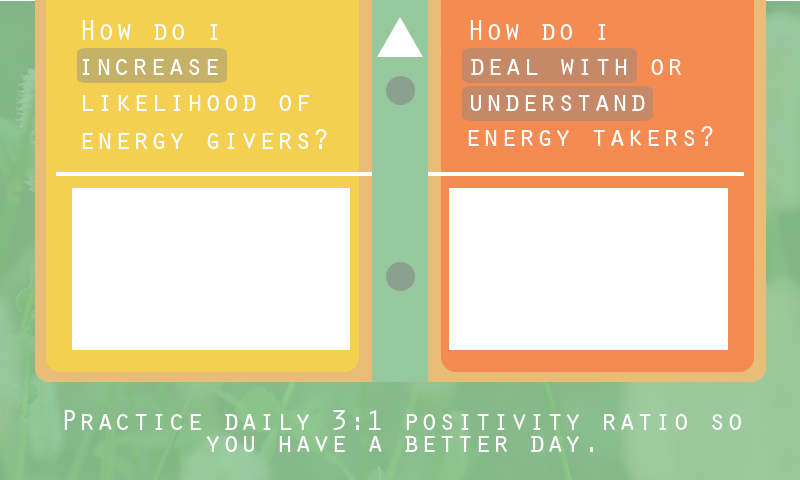 How do I
increase
likelihood of
energy givers?
How do I
deal with or
understand
energy takers?
Practice daily 3:1 positivity ratio so
you have a better day.